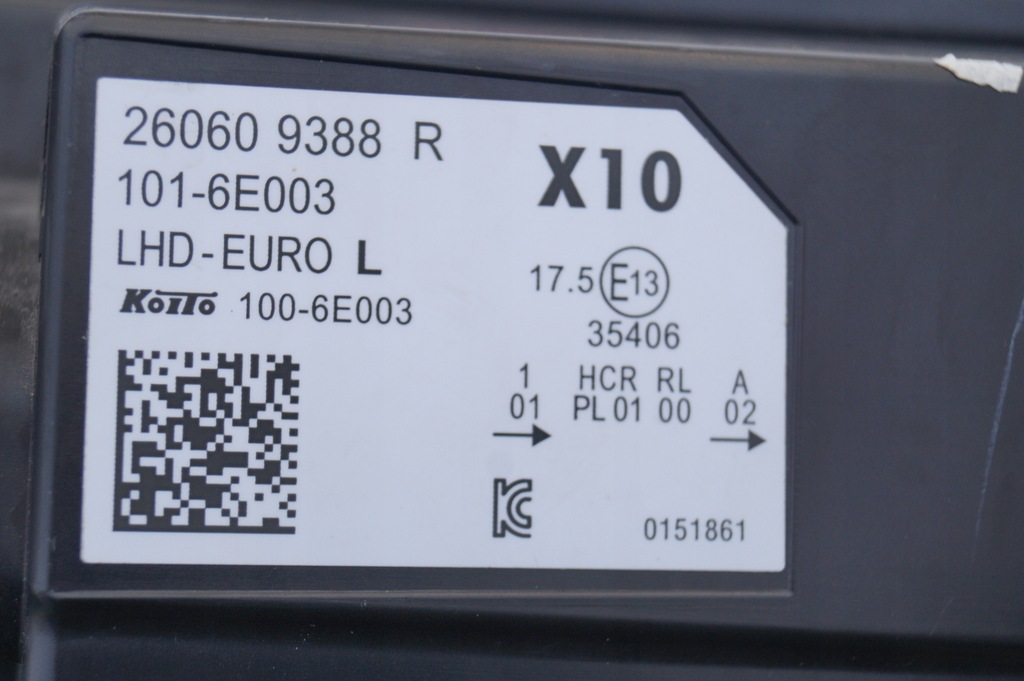 26060 9388 R
101-6E003
LHD-EURO L
KOITO 100-6E003
X10
17.5 E13
35406
1 HCR RL A
01 PL 01 00 02
KC
0151861